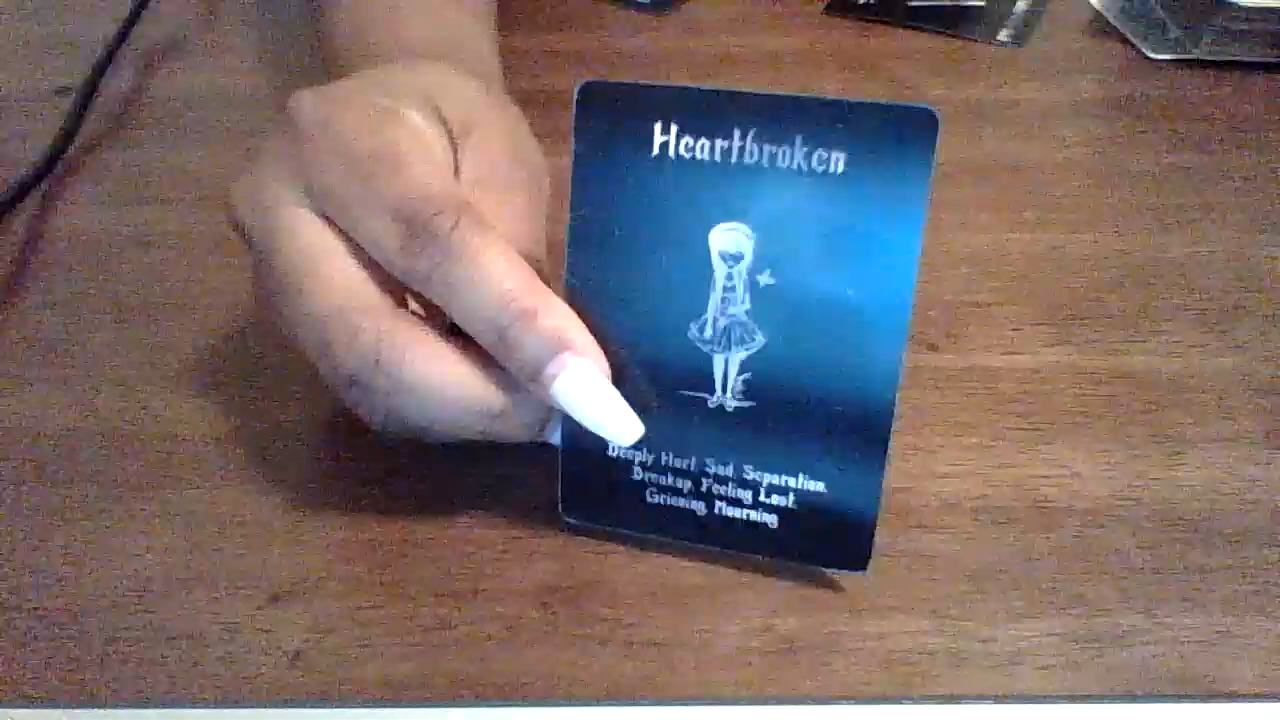 Heartbroken
Deeply Hurt, Sad, Separation,
Breakup, Feeling Lost,
Grieving, Mourning